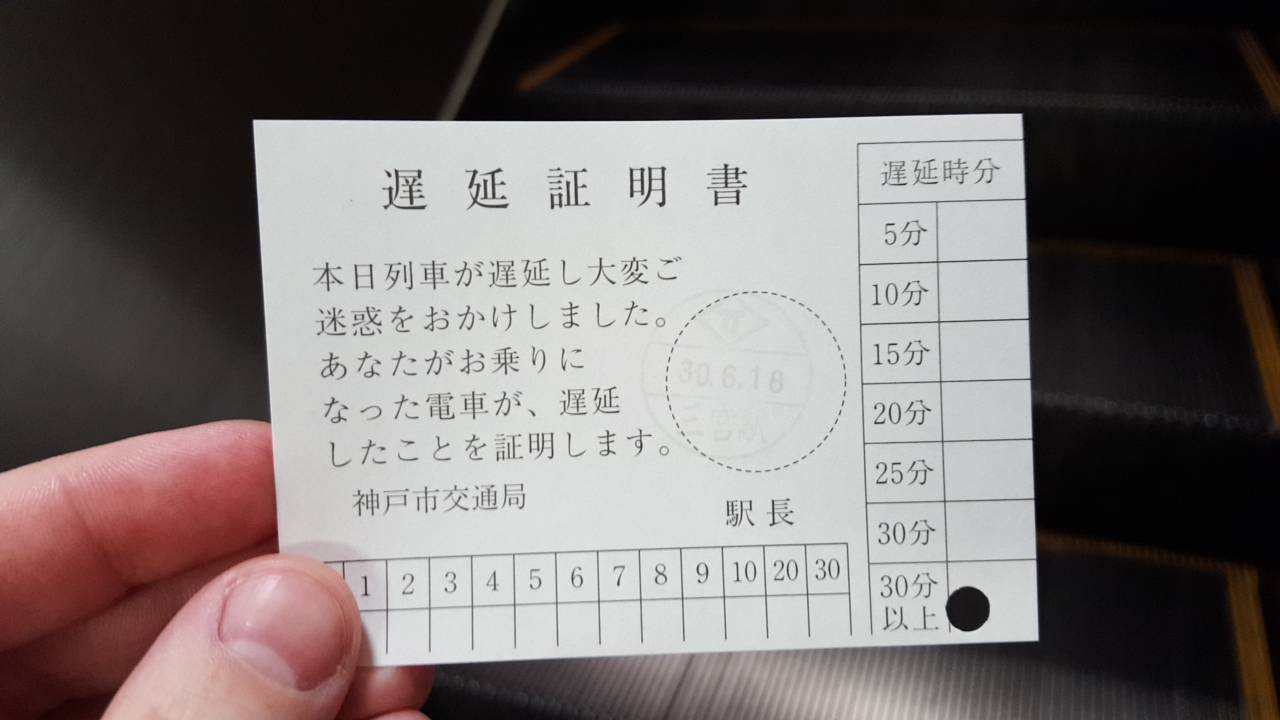 遅延証明書
本日列車が遅延し大変ご
迷惑をおかけしました。
あなたがお乗りに
なった電車が、遅延
したことを証明します。
神戸市交通局
駅長
30.6.18
三宮駅
1 2 3 4 5 6 7 8 9 10 20 30
遅延時分
5分
10分
15分
20分
25分
30分
30分
以上